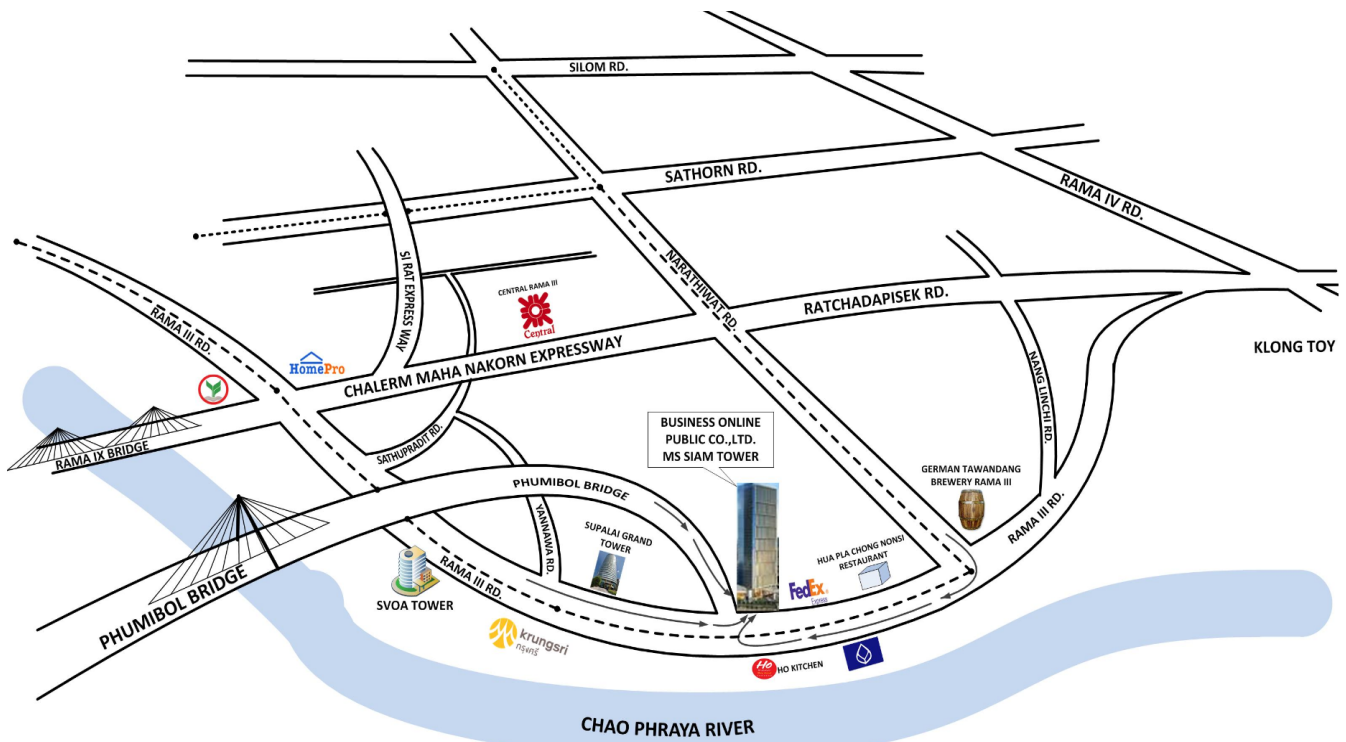 SILOM RD.
SATHORN RD.
RAMA IV RD.
SI RAT EXPRESS WAY
NARATHIWAT RD.
CENTRAL RAMA III
Central
RATCHADAPISEK RD.
RAMA III RD.
HomePro
CHALERM MAHA NAKORN EXPRESSWAY
KLONG TOY
NANG LINCHI RD.
RAMA IX BRIDGE
SATHUPRADIT RD.
BUSINESS ONLINE
PUBLIC CO.,LTD.
MS SIAM TOWER
GERMAN TAWANDANG
BREWERY RAMA III
PHUMIBOL BRIDGE
YANNAWA RD.
SUPALAI GRAND
TOWER
RAMA III RD.
HUA PLA CHONG NONSI
RESTAURANT
FedEx
Express
PHUMIBOL BRIDGE
SVOA TOWER
RAMA III RD.
krungsri
กรุงศรี
Ho
HO KITCHEN
CHAO PHRAYA RIVER